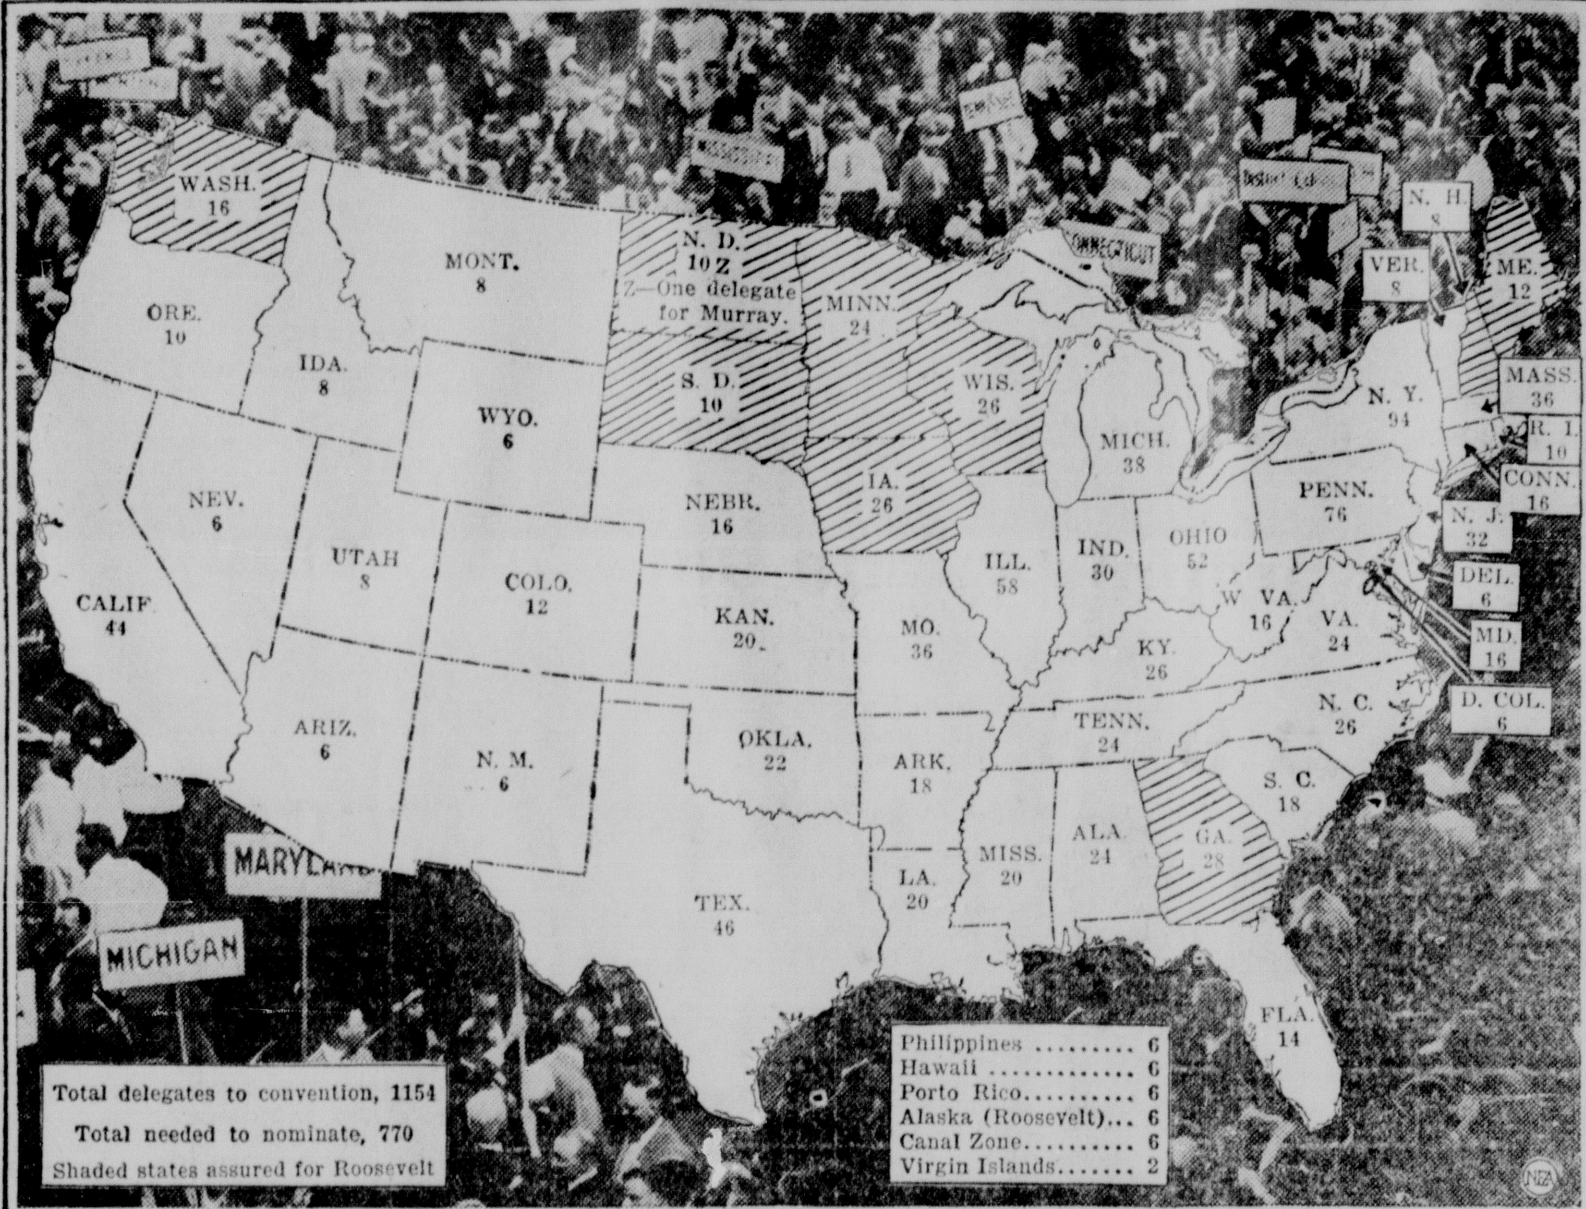 MISSISSIPPI
CONNECTICUT
WASH.
16
N. H.
8
MONT.
8
N. D.
10 Z
Z—One delegate
for Murray.
VER.
8
ME.
12
ORE.
10
MINN.
24
IDA.
8
S. D.
10
WIS.
26
MASS.
36
WYO.
6
N. Y.
94
R. I.
10
MICH.
38
CONN.
16
NEV.
6
NEBR.
16
IA.
26
PENN.
76
N. J.
32
UTAH
8
COLO.
12
ILL.
58
IND.
30
OHIO
52
DEL.
6
CALIF.
44
KAN.
20
MO.
36
W VA.
16
VA.
24
MD.
16
KY.
26
D. COL.
6
ARIZ.
6
N. M.
6
OKLA.
22
TENN.
24
N. C.
26
ARK.
18
S. C.
18
MISS.
20
ALA.
24
GA.
28
MARYLAND
LA.
20
TEX.
46
MICHIGAN
FLA.
14
Total delegates to convention, 1154
Total needed to nominate, 770
Shaded states assured for Roosevelt
Philippines ......... 6
Hawaii ............. 6
Porto Rico.......... 6
Alaska (Roosevelt)... 6
Canal Zone.......... 6
Virgin Islands....... 2
NEA